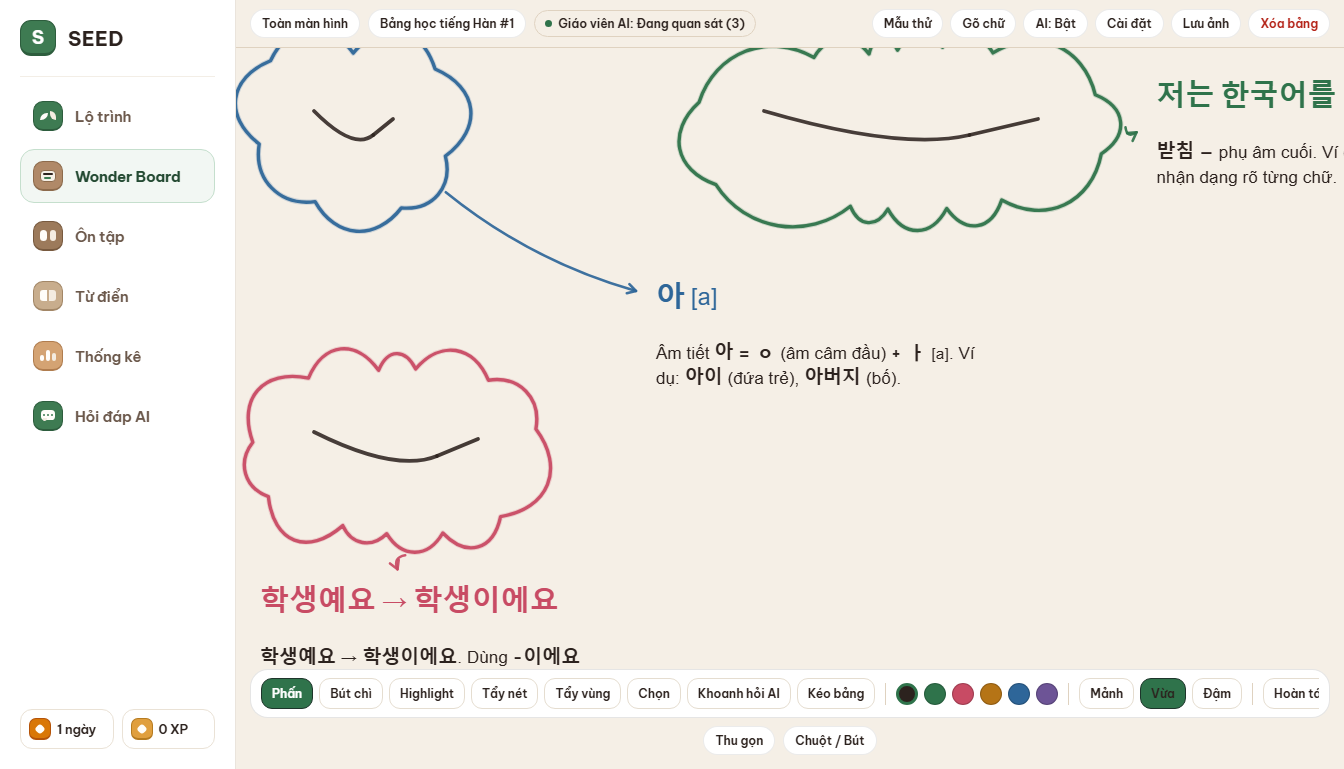 S SEED
Lộ trình
Wonder Board
Ôn tập
Từ điển
Thống kê
Hỏi đáp AI
1 ngày
0 XP
Toàn màn hình
Bảng học tiếng Hàn #1
Giáo viên AI: Đang quan sát (3)
Mẫu thử
Gõ chữ
AI: Bật
Cài đặt
Lưu ảnh
Xóa bảng
저는 한국어를
받침 – phụ âm cuối. Ví
nhận dạng rõ từng chữ.
아 [a]
Âm tiết 아 = ㅇ (âm câm đầu) + ㅏ [a]. Ví
dụ: 아이 (đứa trẻ), 아버지 (bố).
학생예요 → 학생이에요
학생예요 → 학생이에요. Dùng -이에요
Phấn
Bút chì
Highlight
Tẩy nét
Tẩy vùng
Chọn
Khoanh hỏi AI
Kéo bảng
Mảnh
Vừa
Đậm
Hoàn tá
Thu gọn
Chuột / Bút